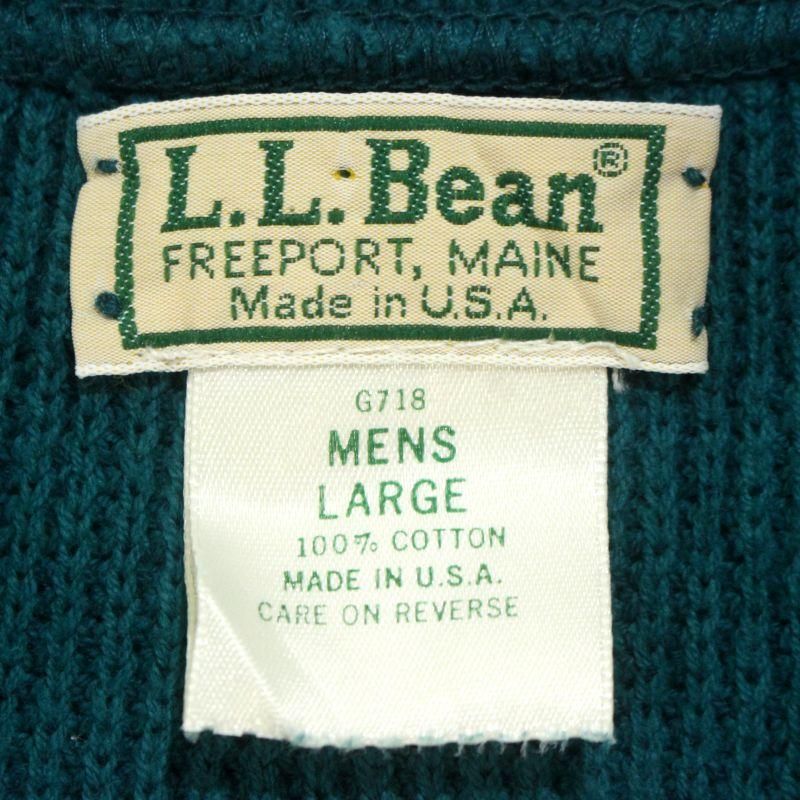 L.L.Bean®
FREEPORT, MAINE
Made in U.S.A.
G718
MENS
LARGE
100% COTTON
MADE IN U.S.A.
CARE ON REVERSE